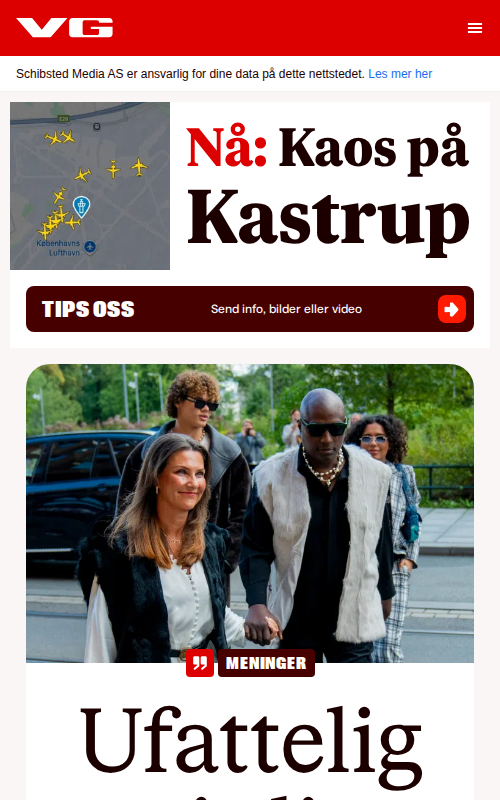 VG
Schibsted Media AS er ansvarlig for dine data på dette nettstedet. Les mer her
E20
Københavns
Lufthavn
Nå: Kaos på
Kastrup
TIPS OSS
Send info, bilder eller video
MENINGER
Ufattelig